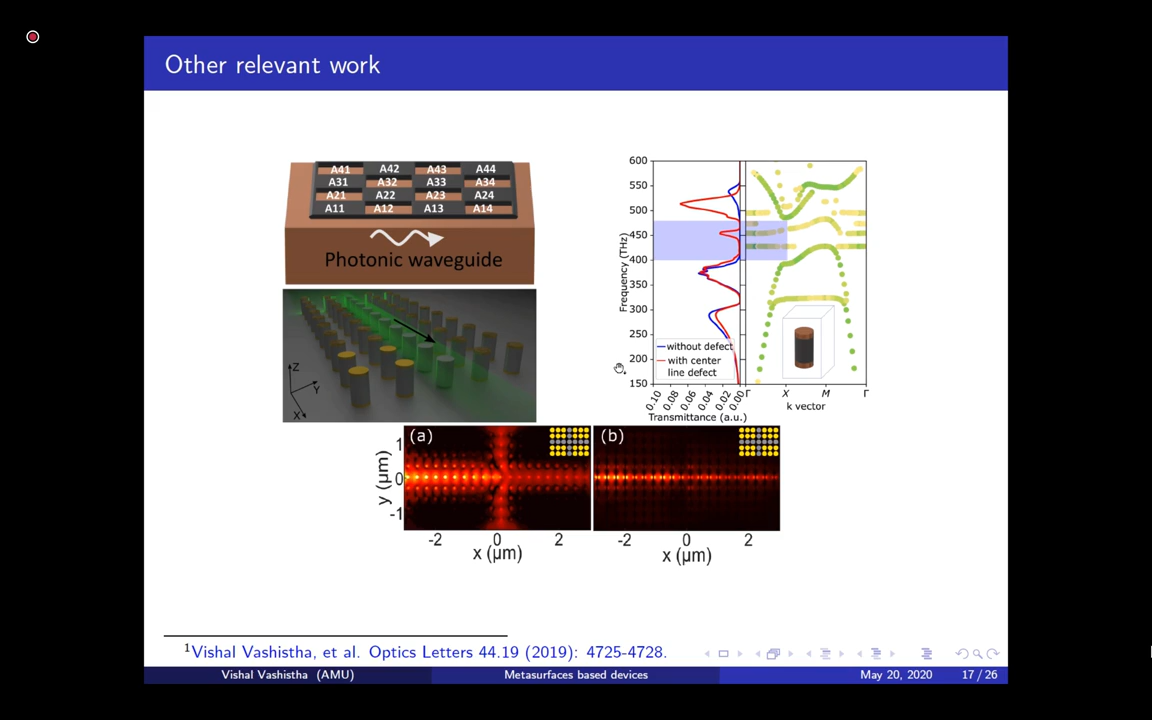 Other relevant work
A41 A42 A43 A44
A31 A32 A33 A34
A21 A22 A23 A24
A11 A12 A13 A14
Photonic waveguide
Z
Y
X
600
550
500
450
400
350
300
250
200
150
Frequency (THz)
without defect
with center
line defect
0.10 0.08 0.06 0.04 0.02 0.00
Transmittance (a.u.)
Γ X M Γ
k vector
(a)
(b)
1
0
-1
y (μm)
-2 0 2
x (μm)
-2 0 2
x (μm)
1Vishal Vashistha, et al. Optics Letters 44.19 (2019): 4725-4728.
Vishal Vashistha (AMU) Metasurfaces based devices May 20, 2020 17 / 26